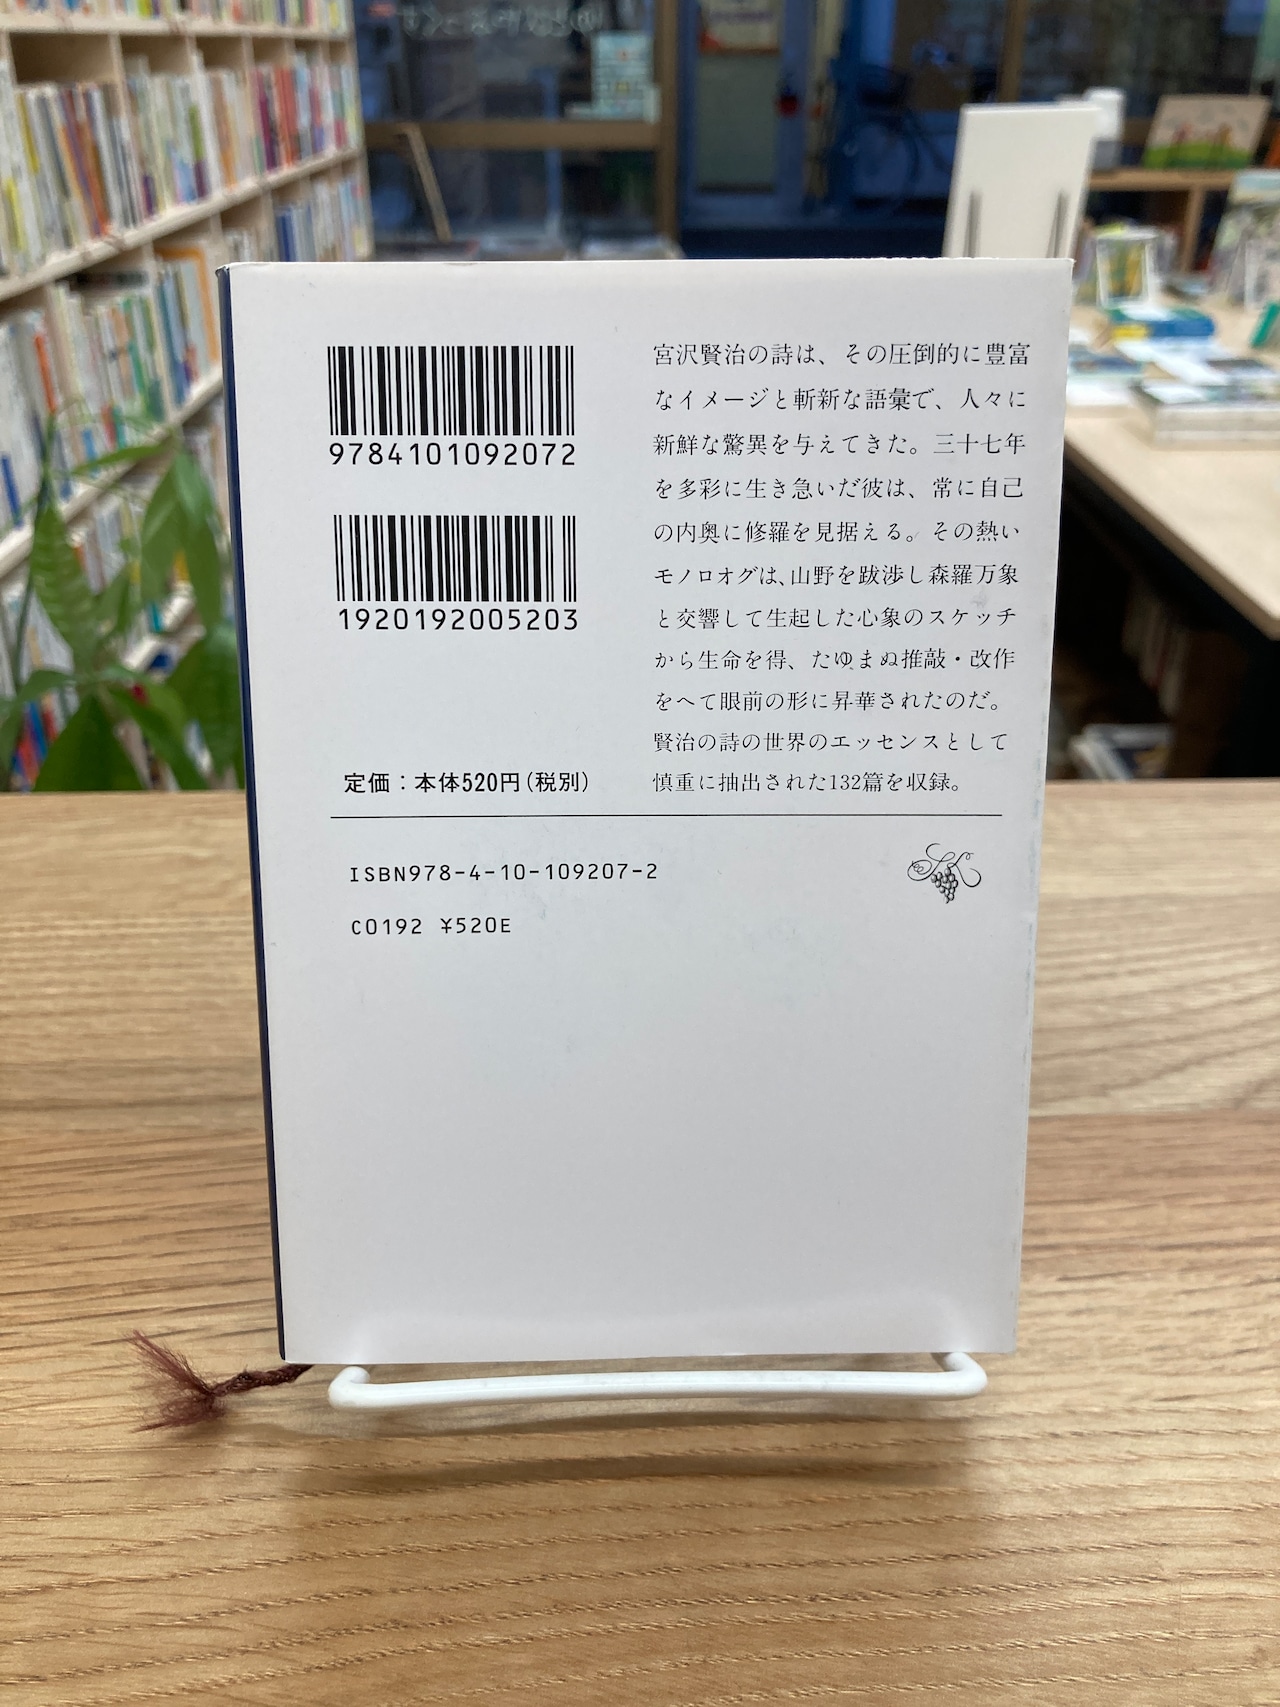 9784101092072
1920192005203
定価：本体520円（税別）
宮沢賢治の詩は、その圧倒的に豊富
なイメージと斬新な語彙で、人々に
新鮮な驚異を与えてきた。三十七年
を多彩に生き急いだ彼は、常に自己
の内奥に修羅を見据える。その熱い
モノロオグは、山野を跋渉し森羅万象
と交響して生起した心象のスケッチ
から生命を得、たゆまぬ推敲・改作
をへて眼前の形に昇華されたのだ。
賢治の詩の世界のエッセンスとして
慎重に抽出された132篇を収録。
ISBN978-4-10-109207-2
C0192 ¥520E